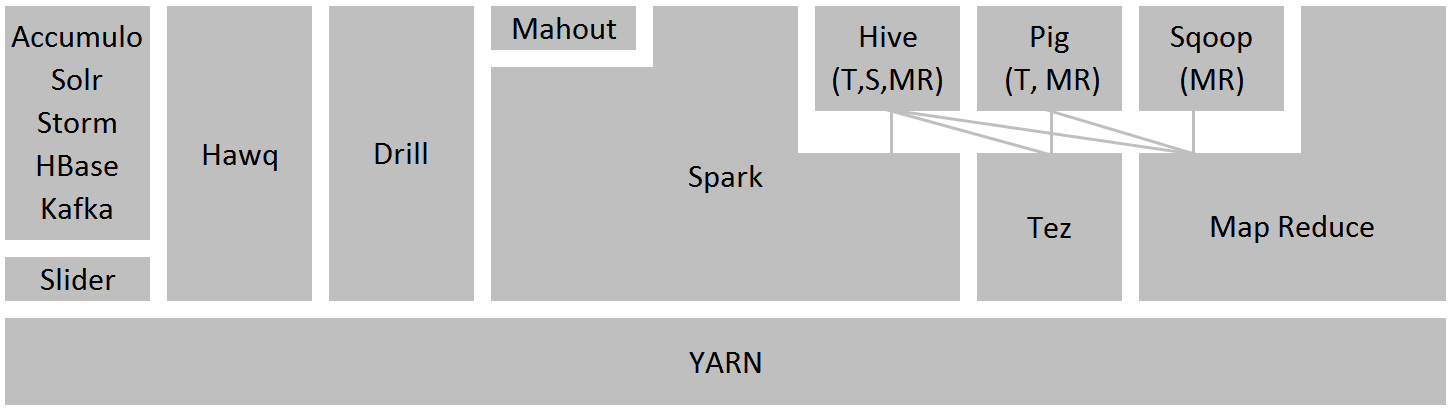 Accumulo
Solr
Storm
HBase
Kafka
Slider
Hawq
Drill
Mahout
Spark
Hive
(T,S,MR)
Pig
(T, MR)
Sqoop
(MR)
Tez
Map Reduce
YARN